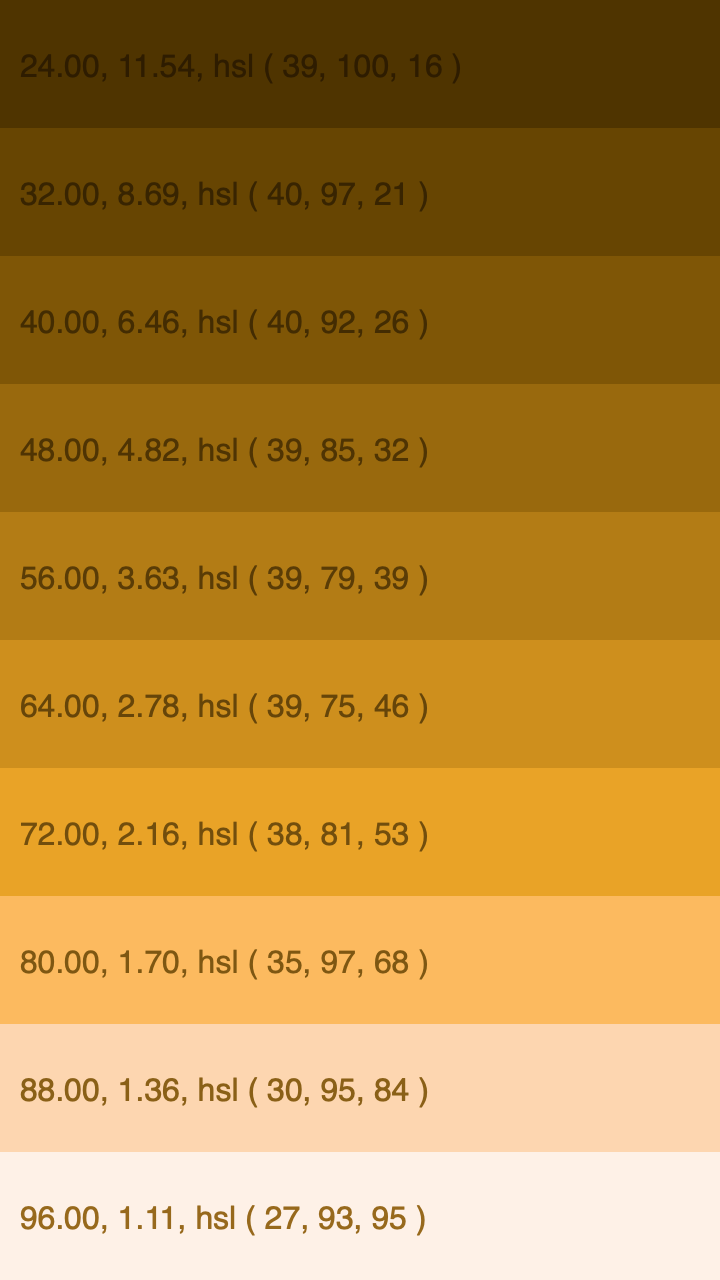 24.00, 11.54, hsl ( 39, 100, 16 )
32.00, 8.69, hsl ( 40, 97, 21 )
40.00, 6.46, hsl ( 40, 92, 26 )
48.00, 4.82, hsl ( 39, 85, 32 )
56.00, 3.63, hsl ( 39, 79, 39 )
64.00, 2.78, hsl ( 39, 75, 46 )
72.00, 2.16, hsl ( 38, 81, 53 )
80.00, 1.70, hsl ( 35, 97, 68 )
88.00, 1.36, hsl ( 30, 95, 84 )
96.00, 1.11, hsl ( 27, 93, 95 )